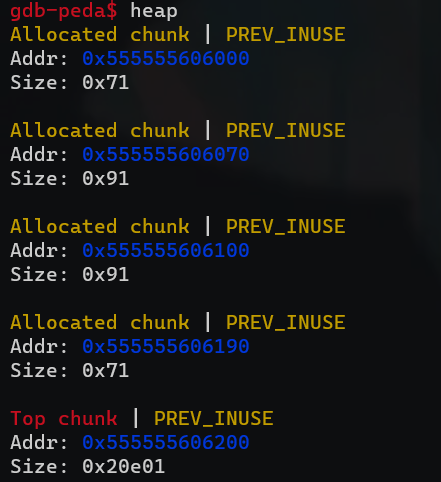 gdb-peda$ heap
Allocated chunk | PREV_INUSE
Addr: 0x555555606000
Size: 0x71
Allocated chunk | PREV_INUSE
Addr: 0x555555606070
Size: 0x91
Allocated chunk | PREV_INUSE
Addr: 0x555555606100
Size: 0x91
Allocated chunk | PREV_INUSE
Addr: 0x555555606190
Size: 0x71
Top chunk | PREV_INUSE
Addr: 0x555555606200
Size: 0x20e01